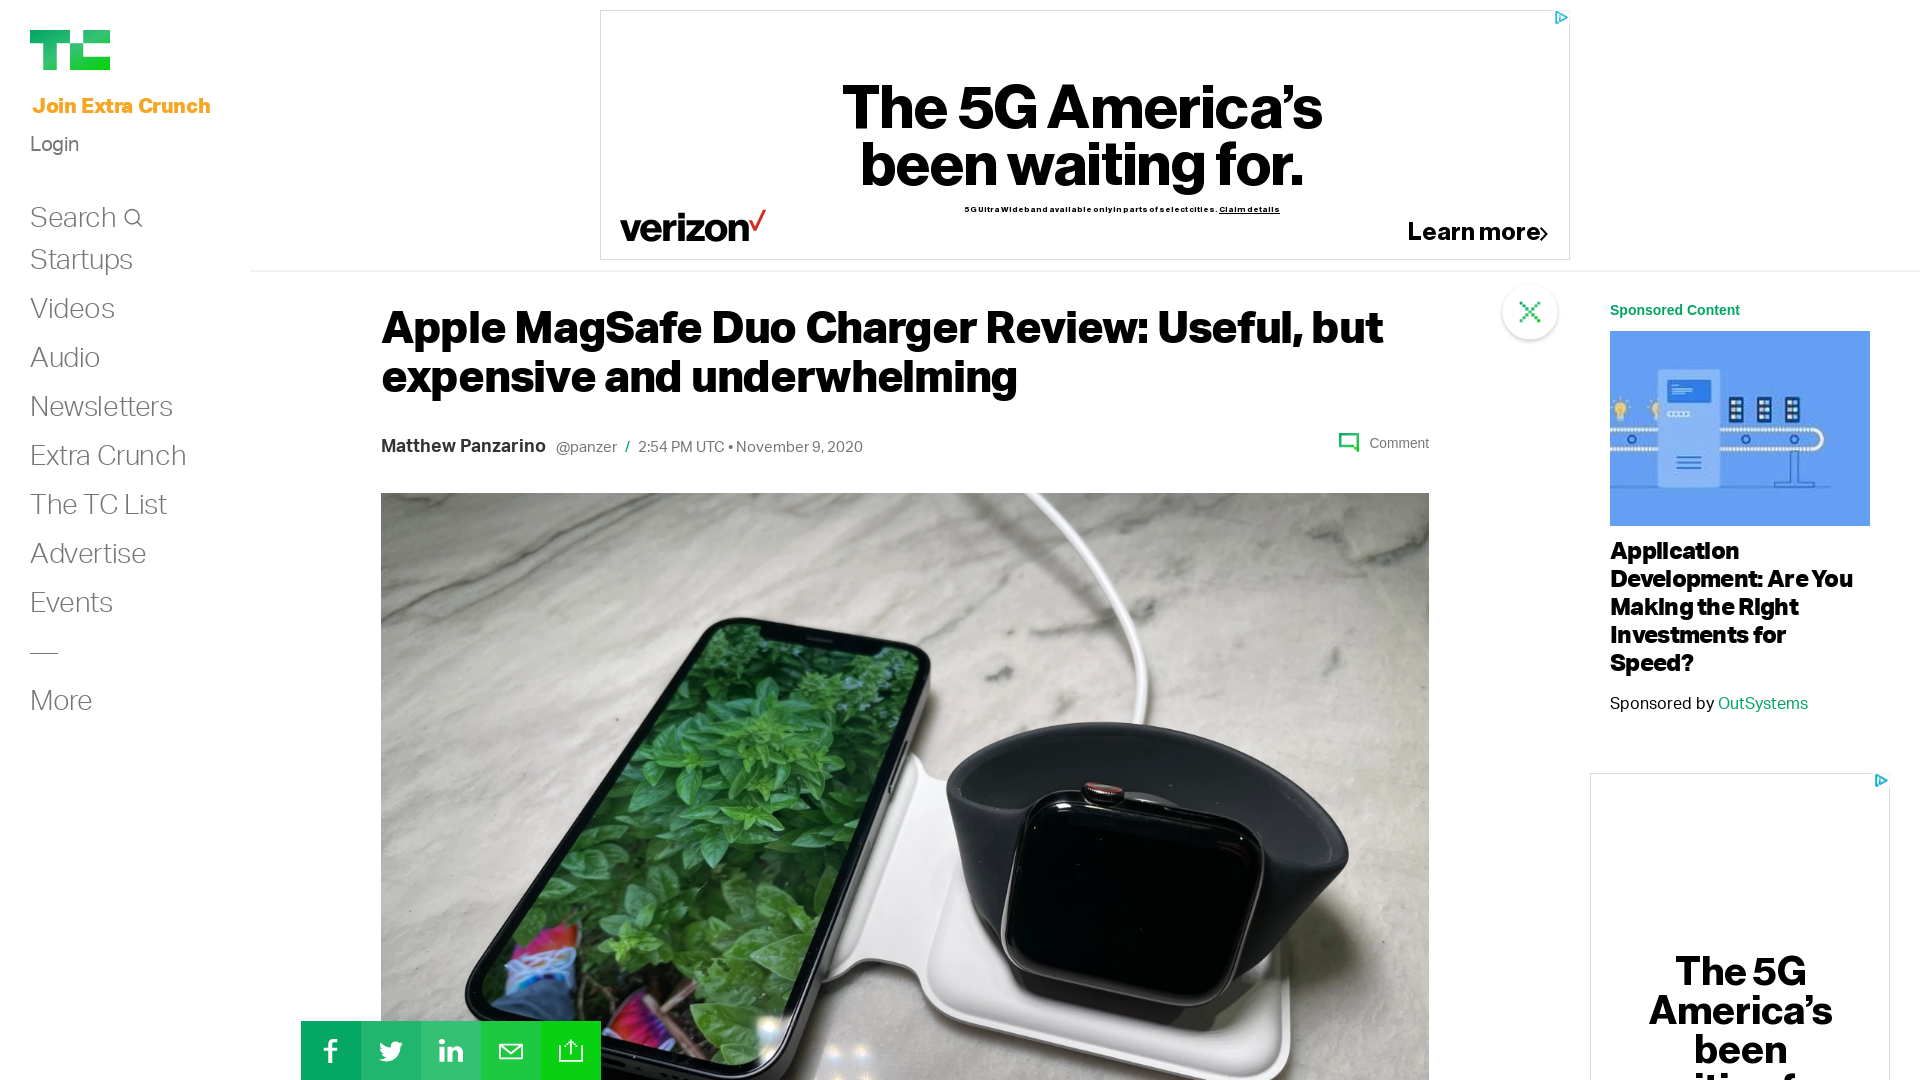 TC
Join Extra Crunch
Login
Search
Startups
Videos
Audio
Newsletters
Extra Crunch
The TC List
Advertise
Events
More
The 5G America's
been waiting for.
5G Ultra Wideband available only in parts of select cities. Claim details
verizon
Learn more
Apple MagSafe Duo Charger Review: Useful, but
expensive and underwhelming
Matthew Panzarino @panzer / 2:54 PM UTC • November 9, 2020
Comment
Sponsored Content
Application
Development: Are You
Making the Right
Investments for
Speed?
Sponsored by OutSystems
The 5G
America's
been